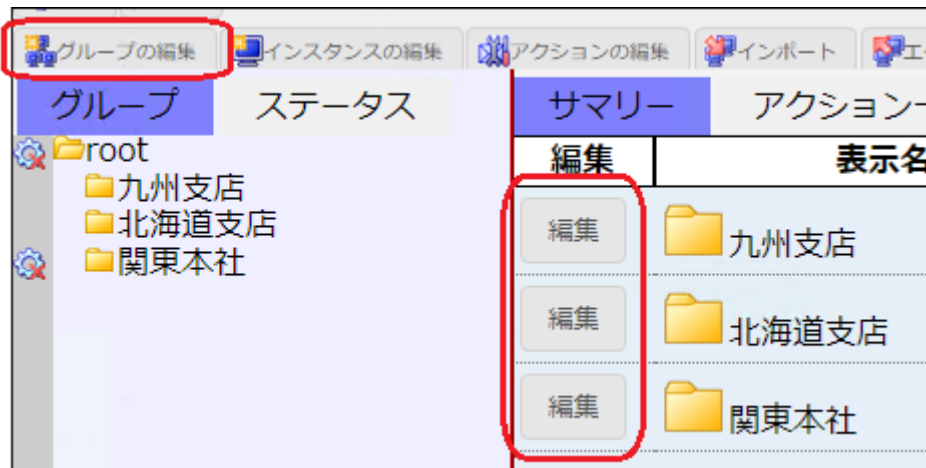 グループの編集 インスタンスの編集 アクションの編集 インポート
グループ ステータス サマリー アクション
root 編集 表示名
九州支店
北海道支店
関東本社
編集 九州支店
編集 北海道支店
編集 関東本社